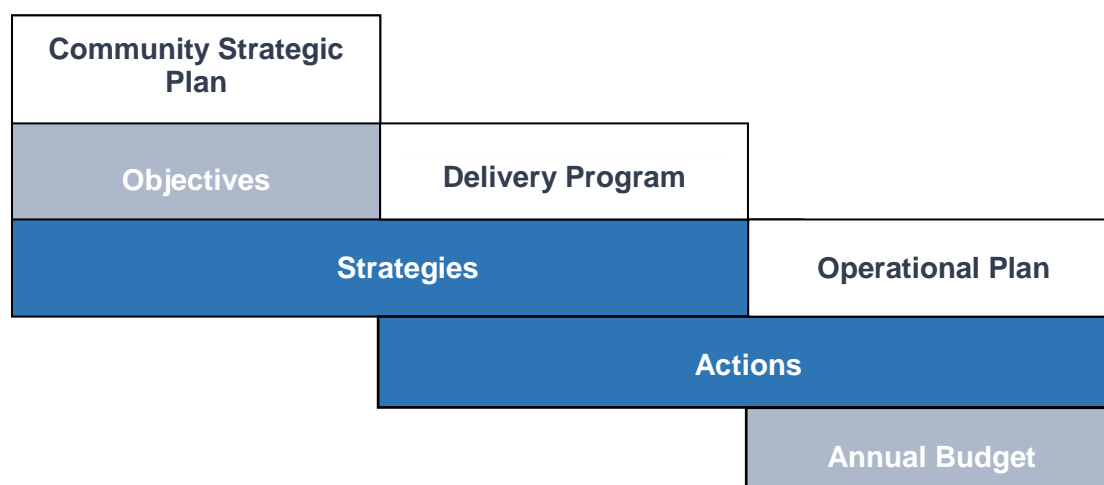 Community Strategic
Plan
Objectives
Delivery Program
Strategies
Operational Plan
Actions
Annual Budget